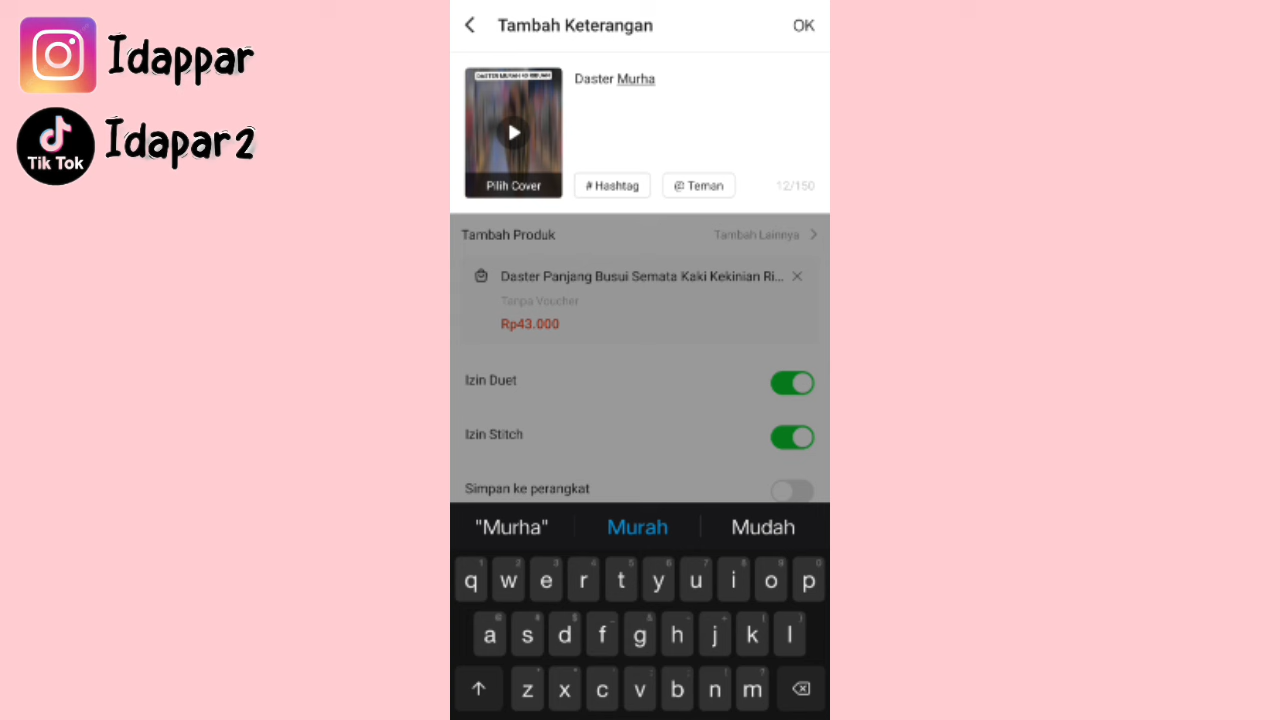 Idappar
Tik Tok
Idapar2
Tambah Keterangan
OK
Daster Murha
Pilih Cover
# Hashtag
@ Teman
12/150
Tambah Produk
Tambah Lainnya
Daster Panjang Busui Semata Kaki Kekinian Ri...
Tanpa Voucher
Rp43.000
Izin Duet
Izin Stitch
Simpan ke perangkat
"Murha" Murah Mudah
q w e r t y u i o p
a s d f g h j k l
z x c v b n m